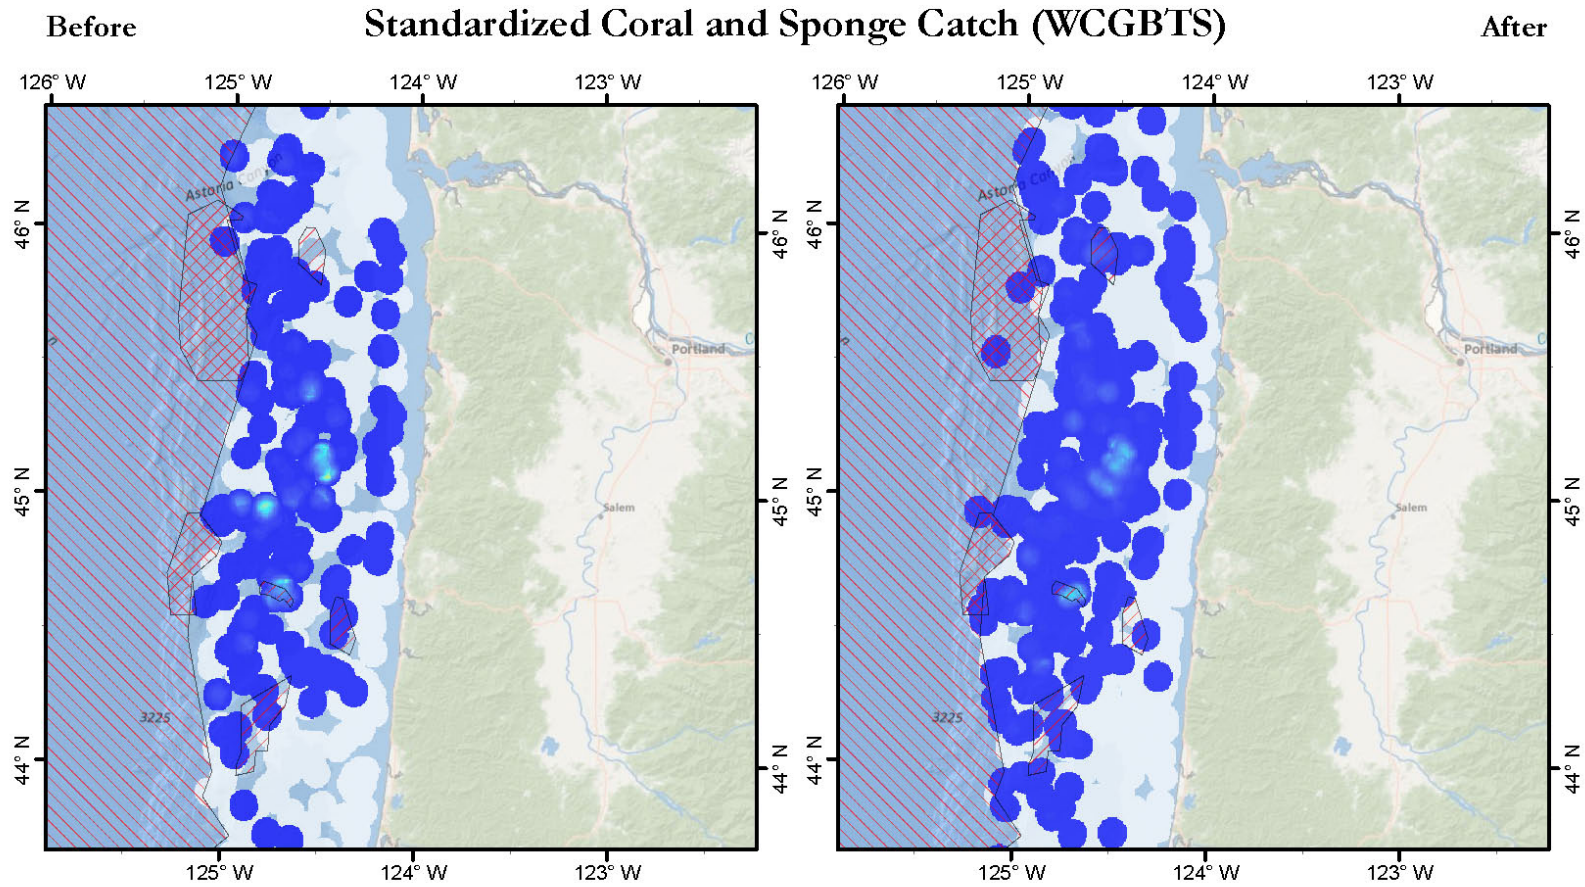 Before Standardized Coral and Sponge Catch (WCGBTS) After
126° W 125° W 124° W 123° W 126° W 125° W 124° W 123° W
Astoria Canyon Astoria Canyon
46° N 46° N 46° N 46° N
Portland Portland
45° N 45° N 45° N 45° N
Salem Salem
3225 3225
44° N 44° N 44° N 44° N
125° W 124° W 123° W 125° W 124° W 123° W